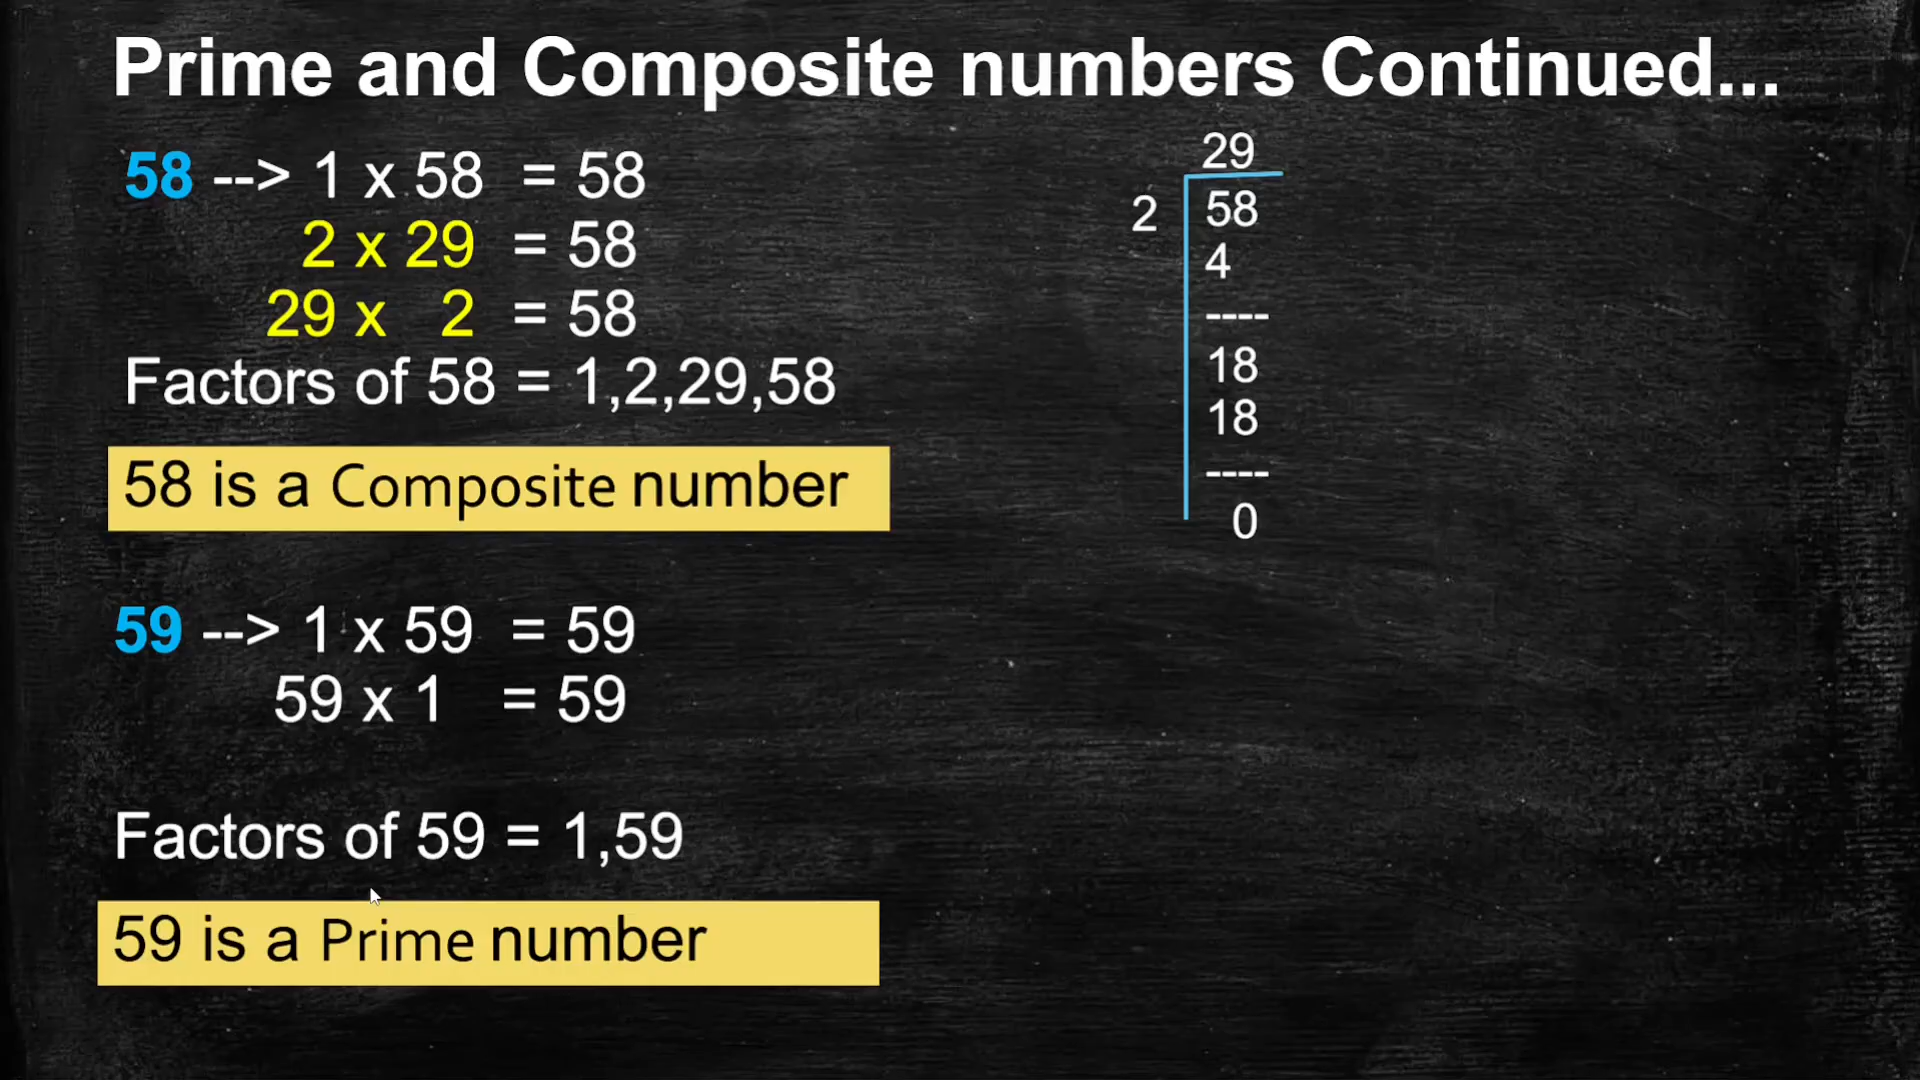 Prime and Composite numbers Continued...
58 --> 1 x 58 = 58
2 x 29 = 58
29 x 2 = 58
Factors of 58 = 1,2,29,58
58 is a Composite number
29
2 58
4
----
18
18
----
0
59 --> 1 x 59 = 59
59 x 1 = 59
Factors of 59 = 1,59
59 is a Prime number